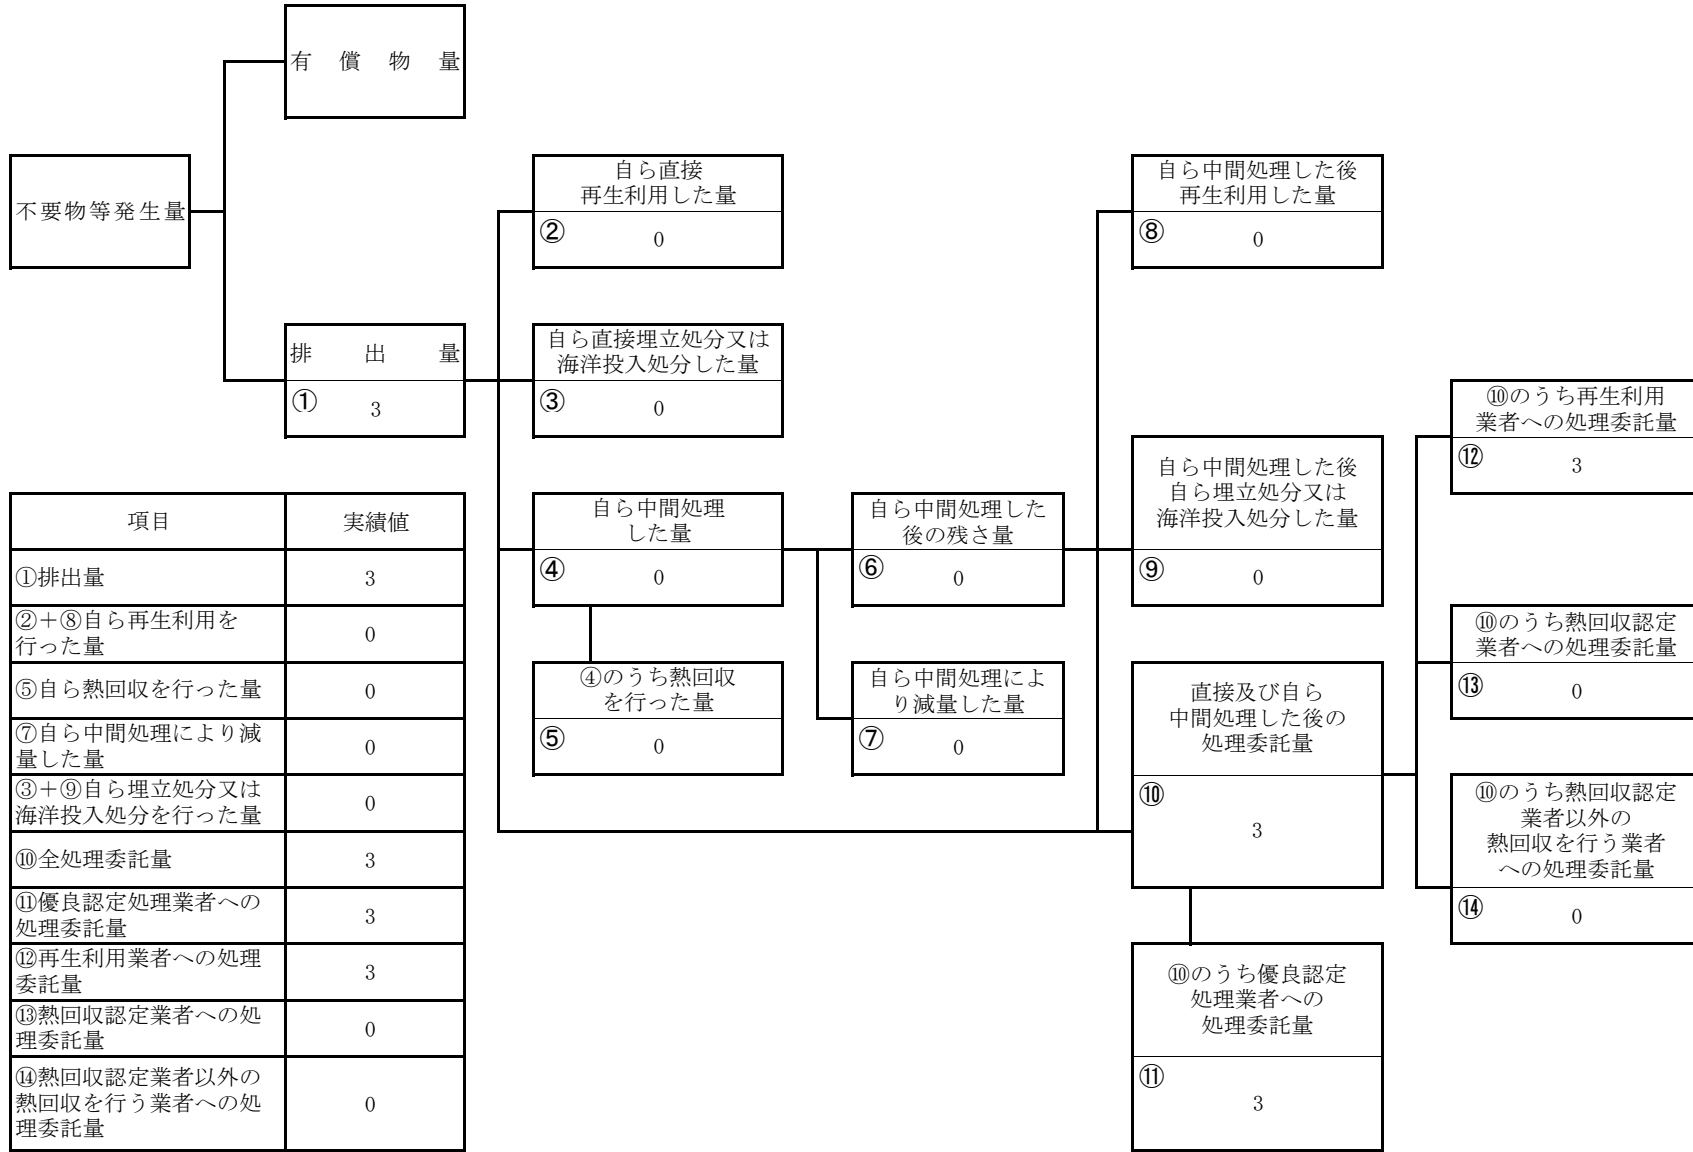 有償物量
不要物等発生量
自ら直接
再生利用した量
②
0
自ら中間処理した後
再生利用した量
⑧
0
排出量
①
3
自ら直接埋立処分又は
海洋投入処分した量
③
0
⑩のうち再生利用
業者への処理委託量
⑫
3
自ら中間処理した後
自ら埋立処分又は
海洋投入処分した量
⑨
0
自ら中間処理
した量
④
0
自ら中間処理した
後の残さ量
⑥
0
⑩のうち熱回収認定
業者への処理委託量
⑬
0
④のうち熱回収
を行った量
⑤
0
自ら中間処理によ
り減量した量
⑦
0
直接及び自ら
中間処理した後の
処理委託量
⑩
3
⑩のうち熱回収認定
業者以外の
熱回収を行う業者
への処理委託量
⑭
0
⑩のうち優良認定
処理業者への
処理委託量
⑪
3
項目 実績値
①排出量 3
②+⑧自ら再生利用を
行った量 0
⑤自ら熱回収を行った量 0
⑦自ら中間処理により減
量した量 0
③+⑨自ら埋立処分又は
海洋投入処分を行った量 0
⑩全処理委託量 3
⑪優良認定処理業者への
処理委託量 3
⑫再生利用業者への処理
委託量 3
⑬熱回収認定業者への処
理委託量 0
⑭熱回収認定業者以外の
熱回収を行う業者への処
理委託量 0